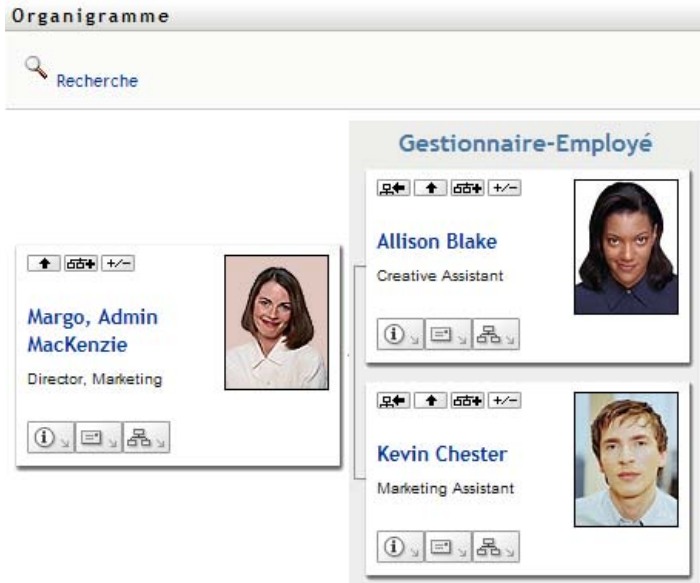 Organigramme
Recherche
Gestionnaire-Employé
Margo, Admin
MacKenzie
Director, Marketing
Allison Blake
Creative Assistant
Kevin Chester
Marketing Assistant